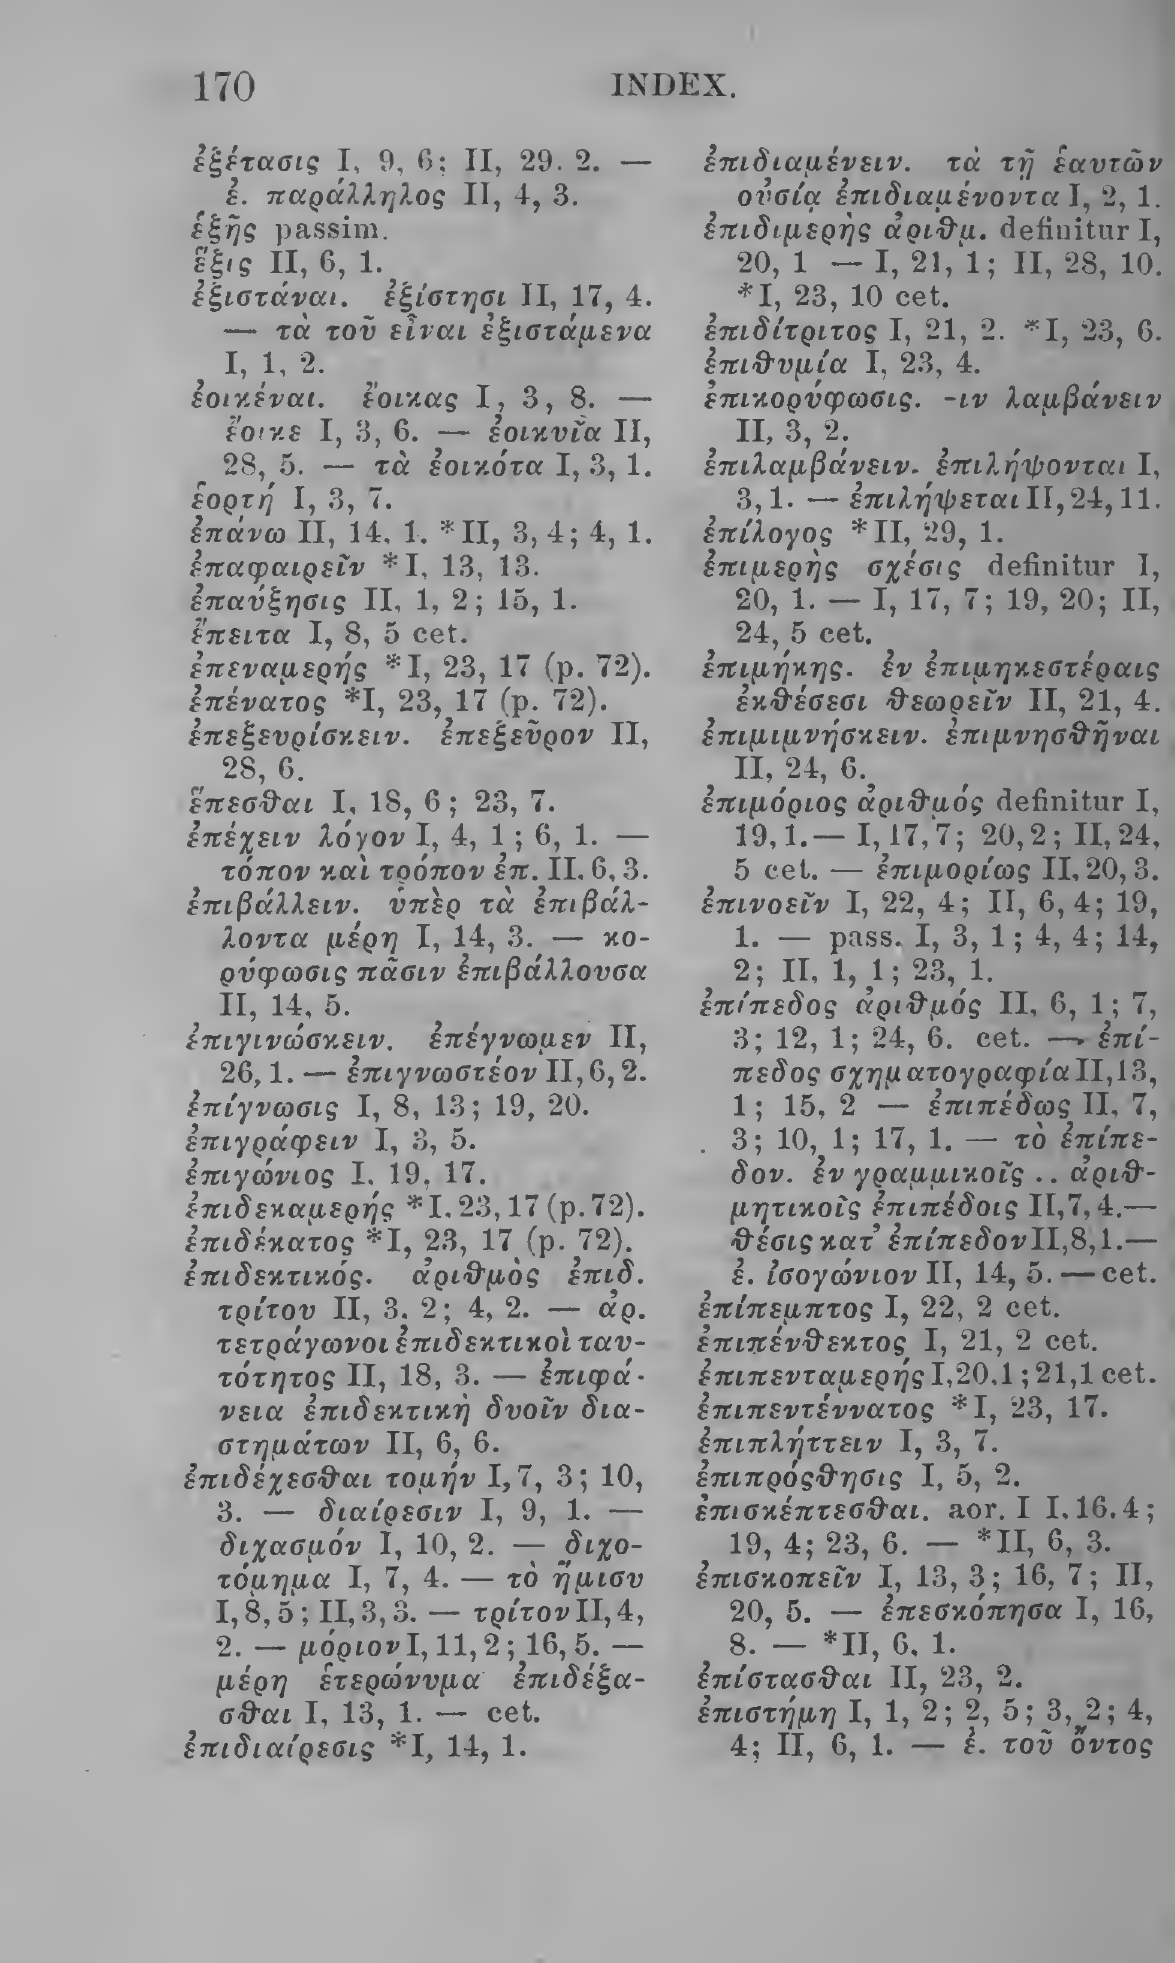 170
INDEX.
ἐξέτασις I, 9, 6; II, 29. 2. —
ἐ. παράλληλος II, 4, 3.
ἑξῆς passim.
ἕξις II, 6, 1.
ἐξιστάναι. ἐξίστησι II, 17, 4.
— τὰ τοῦ εἶναι ἐξιστάμενα
I, 1, 2.
ἐοικέναι. ἔοικας I, 3, 8. —
ἔοικε I, 3, 6. — ἐοικυῖα II,
28, 5. — τὰ ἐοικότα I, 3, 1.
ἑορτή I, 3, 7.
ἐπάνω II, 14, 1. *II, 3, 4; 4, 1.
ἐπαφαιρεῖν *I, 13, 13.
ἐπαύξησις II, 1, 2; 15, 1.
ἔπειτα I, 8, 5 cet.
ἐπεναμερής *I, 23, 17 (p. 72).
ἐπένατος *I, 23, 17 (p. 72).
ἐπεξευρίσκειν. ἐπεξεῦρον II,
28, 6.
ἕπεσθαι I, 18, 6; 23, 7.
ἐπέχειν λόγον I, 4, 1; 6, 1. —
τόπον καὶ τρόπον ἐπ. II. 6, 3.
ἐπιβάλλειν. ὑπὲρ τὰ ἐπιβάλ-
λοντα μέρη I, 14, 3. — κο-
ρύφωσις πᾶσιν ἐπιβάλλουσα
II, 14, 5.
ἐπιγινώσκειν. ἐπέγνωμεν II,
26, 1. — ἐπιγνωστέον II, 6, 2.
ἐπίγνωσις I, 8, 13; 19, 20.
ἐπιγράφειν I, 3, 5.
ἐπιγώνιος I. 19, 17.
ἐπιδεκαμερής *I. 23, 17 (p. 72).
ἐπιδέκατος *I, 23, 17 (p. 72).
ἐπιδεκτικός. ἀριθμὸς ἐπιδ.
τρίτου II, 3. 2; 4, 2. — ἀρ.
τετράγωνοι ἐπιδεκτικοὶ ταυ-
τότητος II, 18, 3. — ἐπιφά-
νεια ἐπιδεκτικὴ δυοῖν δια-
στημάτων II, 6, 6.
ἐπιδέχεσθαι τομήν I, 7, 3; 10,
3. — διαίρεσιν I, 9, 1. —
διχασμόν I, 10, 2. — διχο-
τόμημα I, 7, 4. — τὸ ἥμισυ
I, 8, 5; II, 3, 3. — τρίτον II, 4,
2. — μόριον I, 11, 2; 16, 5. —
μέρη ἑτερώνυμα ἐπιδέξα-
σθαι I, 13, 1. — cet.
ἐπιδιαίρεσις *I, 14, 1.
ἐπιδιαμένειν. τὰ τῇ ἑαυτῶν
οὐσίᾳ ἐπιδιαμένοντα I, 2, 1.
ἐπιδιμερὴς ἀριθμ. definitur I,
20, 1 — I, 21, 1; II, 28, 10.
*I, 23, 10 cet.
ἐπιδίτριτος I, 21, 2. *I, 23, 6.
ἐπιθυμία I, 23, 4.
ἐπικορύφωσις. -ιν λαμβάνειν
II, 3, 2.
ἐπιλαμβάνειν. ἐπιλήψονται I,
3, 1. — ἐπιλήψεται II, 24, 11.
ἐπίλογος *II, 29, 1.
ἐπιμερὴς σχέσις definitur I,
20, 1. — I, 17, 7; 19, 20; II,
24, 5 cet.
ἐπιμήκης. ἐν ἐπιμηκεστέραις
ἐκθέσεσι θεωρεῖν II, 21, 4.
ἐπιμιμνήσκειν. ἐπιμνησθῆναι
II, 24, 6.
ἐπιμόριος ἀριθμός definitur I,
19, 1. — I, 17, 7; 20, 2; II, 24,
5 cet. — ἐπιμορίως II, 20, 3.
ἐπινοεῖν I, 22, 4; II, 6, 4; 19,
1. — pass. I, 3, 1; 4, 4; 14,
2; II, 1, 1; 23, 1.
ἐπίπεδος ἀριθμός II, 6, 1; 7,
3; 12, 1; 24, 6. cet. — ἐπί-
πεδος σχηματογραφία II, 13,
1; 15, 2 — ἐπιπέδως II, 7,
3; 10, 1; 17, 1. — τὸ ἐπίπε-
δον. ἐν γραμμικοῖς .. ἀριθ-
μητικοῖς ἐπιπέδοις II, 7, 4. —
θέσις κατ’ ἐπίπεδον II, 8, 1. —
ἐ. ἰσογώνιον II, 14, 5. — cet.
ἐπίπεμπτος I, 22, 2 cet.
ἐπιπένθεκτος I, 21, 2 cet.
ἐπιπενταμερής I, 20, 1; 21, 1 cet.
ἐπιπεντέννατος *I, 23, 17.
ἐπιπλήττειν I, 3, 7.
ἐπιπρόςθησις I, 5, 2.
ἐπισκέπτεσθαι. aor. I I. 16. 4;
19, 4; 23, 6. — *II, 6, 3.
ἐπισκοπεῖν I, 13, 3; 16, 7; II,
20, 5. — ἐπεσκόπησα I, 16,
8. — *II, 6, 1.
ἐπίστασθαι II, 23, 2.
ἐπιστήμη I, 1, 2; 2, 5; 3, 2; 4,
4; II, 6, 1. — ἐ. τοῦ ὄντος